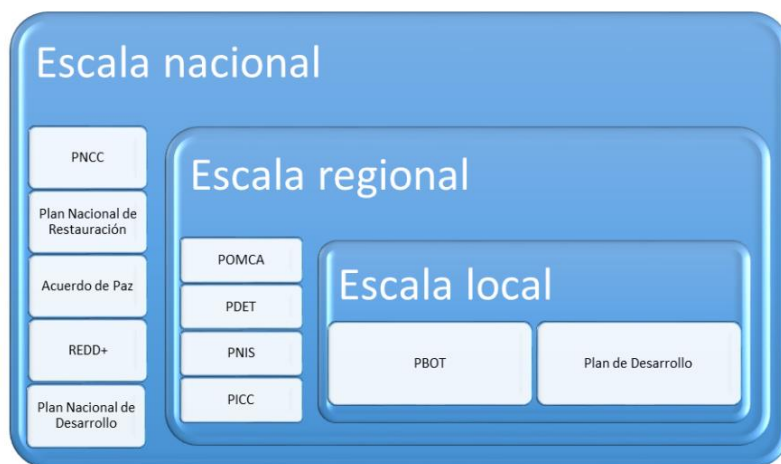 Escala nacional
PNCC
Plan Nacional de
Restauración
Acuerdo de Paz
REDD+
Plan Nacional de
Desarrollo
Escala regional
POMCA
PDET
PNIS
PICC
Escala local
PBOT
Plan de Desarrollo